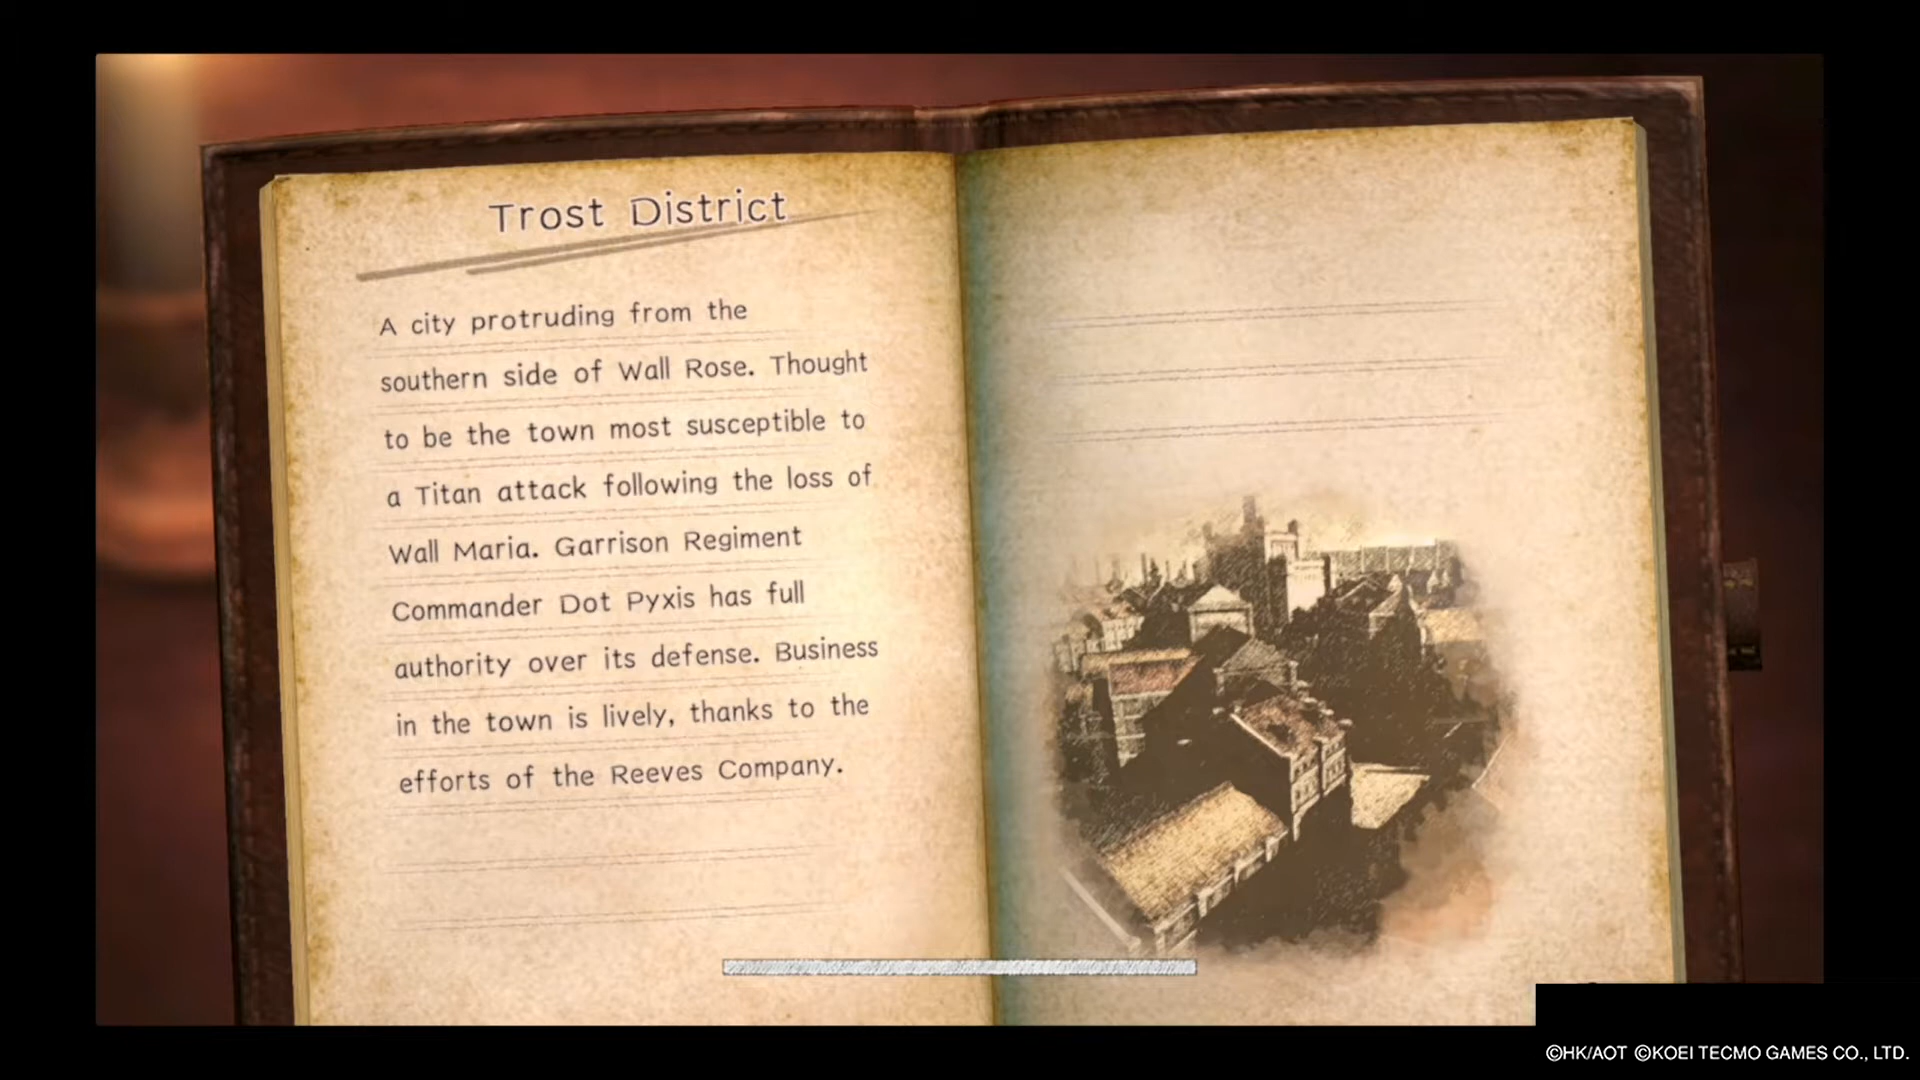 Trost District
A city protruding from the
southern side of Wall Rose. Thought
to be the town most susceptible to
a Titan attack following the loss of
Wall Maria. Garrison Regiment
Commander Dot Pyxis has full
authority over its defense. Business
in the town is lively, thanks to the
efforts of the Reeves Company.
©HK/AOT ©KOEI TECMO GAMES CO., LTD.